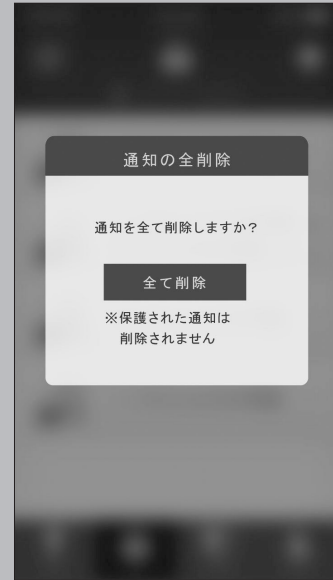 通知の全削除
通知を全て削除しますか?
全て削除
※保護された通知は
削除されません